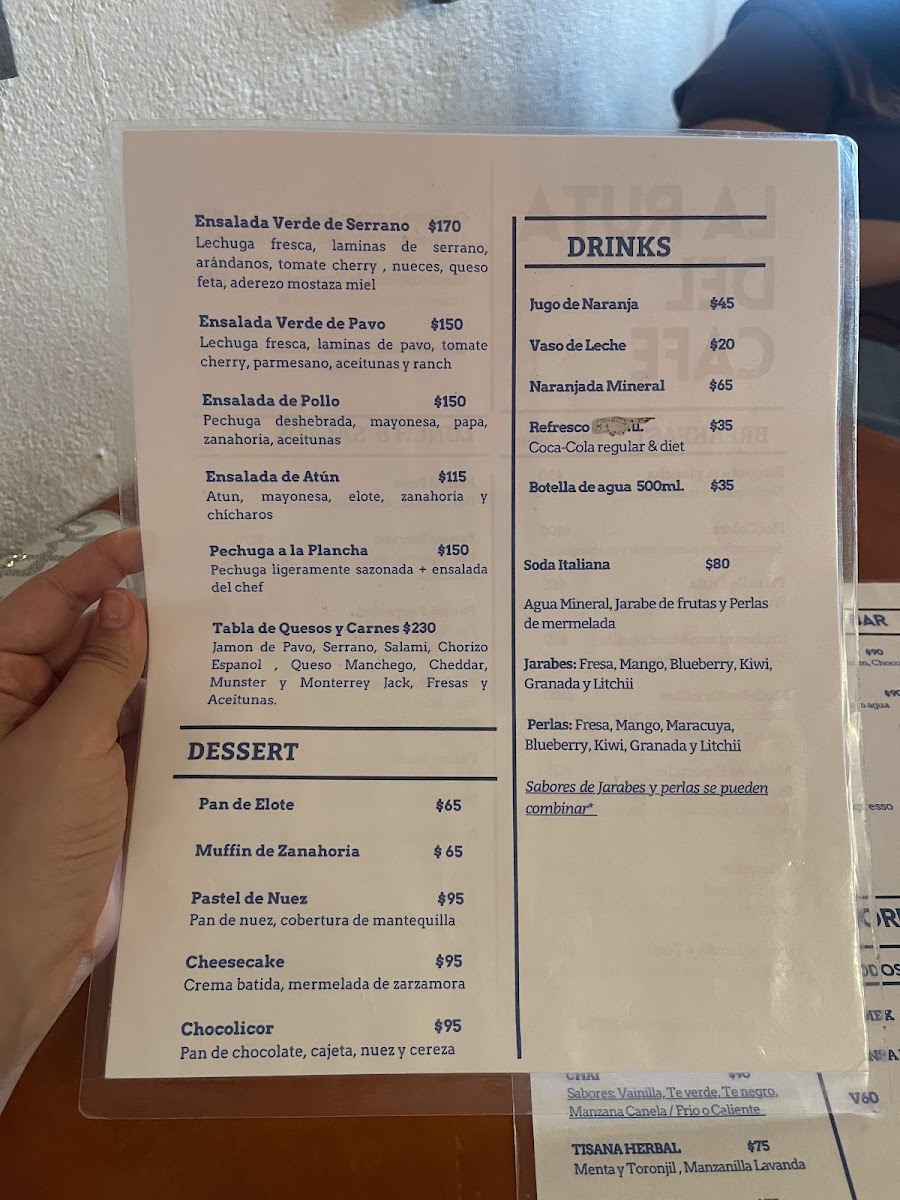 Ensalada Verde de Serrano $170
Lechuga fresca, laminas de serrano,
arándanos, tomate cherry , nueces, queso
feta, aderezo mostaza miel
Ensalada Verde de Pavo $150
Lechuga fresca, laminas de pavo, tomate
cherry, parmesano, aceitunas y ranch
Ensalada de Pollo $150
Pechuga deshebrada, mayonesa, papa,
zanahoria, aceitunas
Ensalada de Atún $115
Atun, mayonesa, elote, zanahoria y
chícharos
Pechuga a la Plancha $150
Pechuga ligeramente sazonada + ensalada
del chef
Tabla de Quesos y Carnes $230
Jamon de Pavo, Serrano, Salami, Chorizo
Espanol , Queso Manchego, Cheddar,
Munster y Monterrey Jack, Fresas y
Aceitunas.
DESSERT
Pan de Elote $65
Muffin de Zanahoria $ 65
Pastel de Nuez $95
Pan de nuez, cobertura de mantequilla
Cheesecake $95
Crema batida, mermelada de zarzamora
Chocolicor $95
Pan de chocolate, cajeta, nuez y cereza
DRINKS
Jugo de Naranja $45
Vaso de Leche $20
Naranjada Mineral $65
Refresco $35
Coca-Cola regular & diet
Botella de agua 500ml. $35
Soda Italiana $80
Agua Mineral, Jarabe de frutas y Perlas
de mermelada
Jarabes: Fresa, Mango, Blueberry, Kiwi,
Granada y Litchii
Perlas: Fresa, Mango, Maracuya,
Blueberry, Kiwi, Granada y Litchii
Sabores de Jarabes y perlas se pueden
combinar*
LA RUTA
DEL
CAFE
$90
agua
CHAI $90
Sabores: Vainilla, Te verde, Te negro,
Manzana Canela / Frio o Caliente
TISANA HERBAL $75
Menta y Toronjil , Manzanilla Lavanda
V60